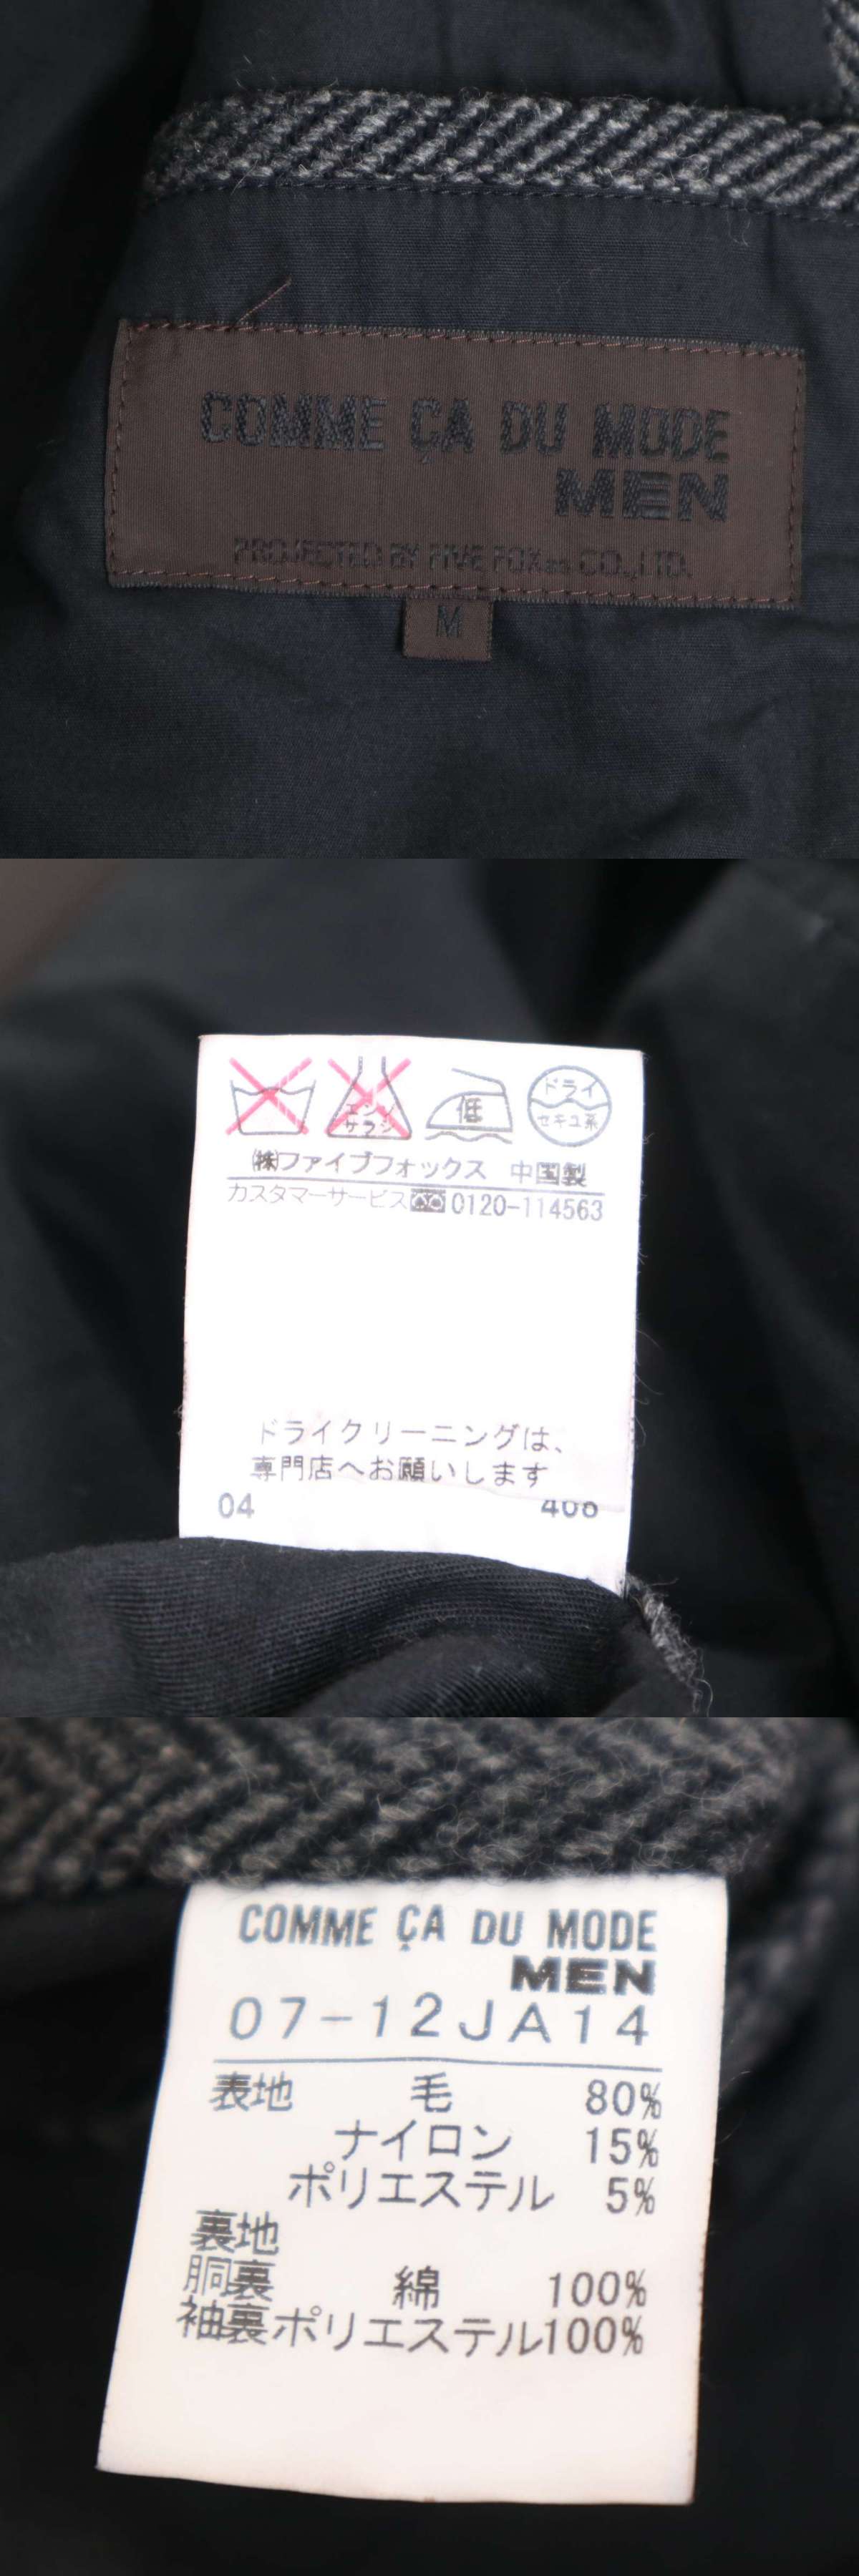 COMME ÇA DU MODE
MEN
PROJECTED BY FIVE FOXes CO.,LTD.
M
エンソ
サラシ
低
ドライ
セキユ系
㈱ファイブフォックス 中国製
カスタマーサービス 0120-114563
ドライクリーニングは、
専門店へお願いします
04 408
COMME ÇA DU MODE
MEN
07-12JA14
表地 毛 80%
ナイロン 15%
ポリエステル 5%
裏地
胴裏 綿 100%
袖裏ポリエステル100%